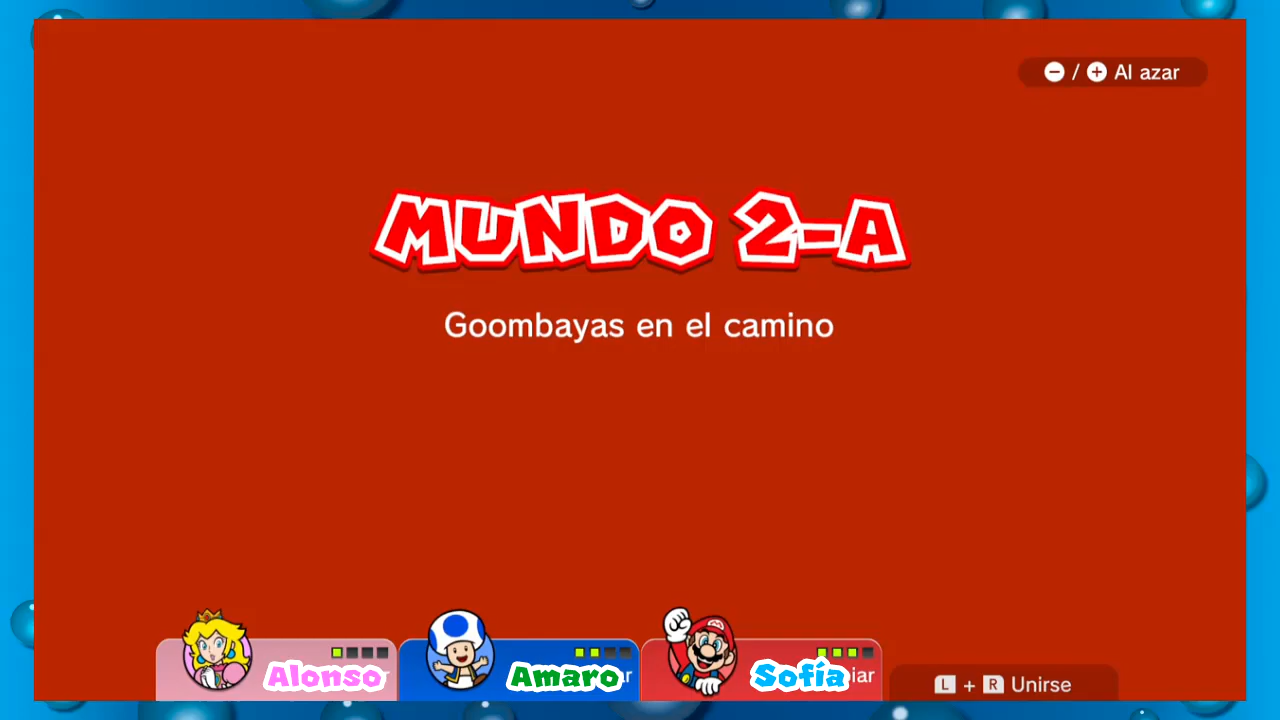 - / + Al azar
MUNDO 2-A
Goombayas en el camino
Alonso
Amaro
Sofía
L + R Unirse